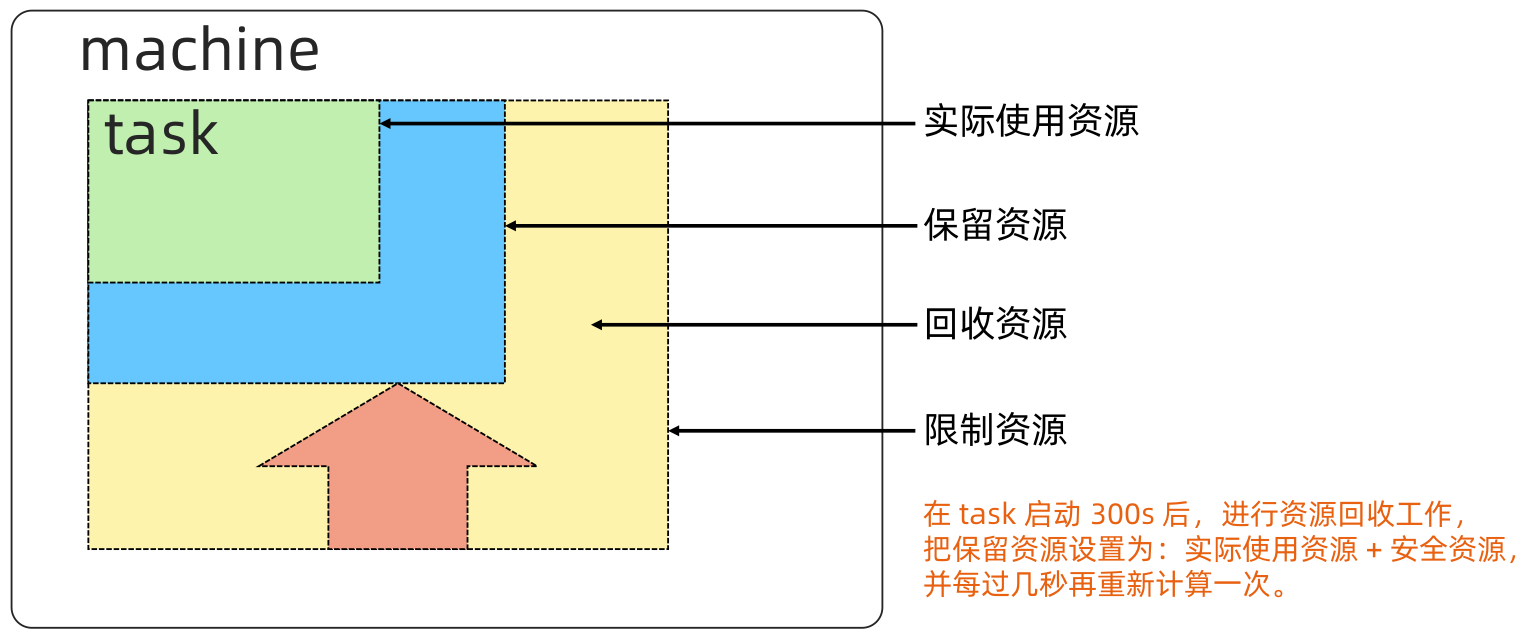 machine
task
实际使用资源
保留资源
回收资源
限制资源
在 task 启动 300s 后，进行资源回收工作，
把保留资源设置为：实际使用资源 + 安全资源，
并每过几秒再重新计算一次。